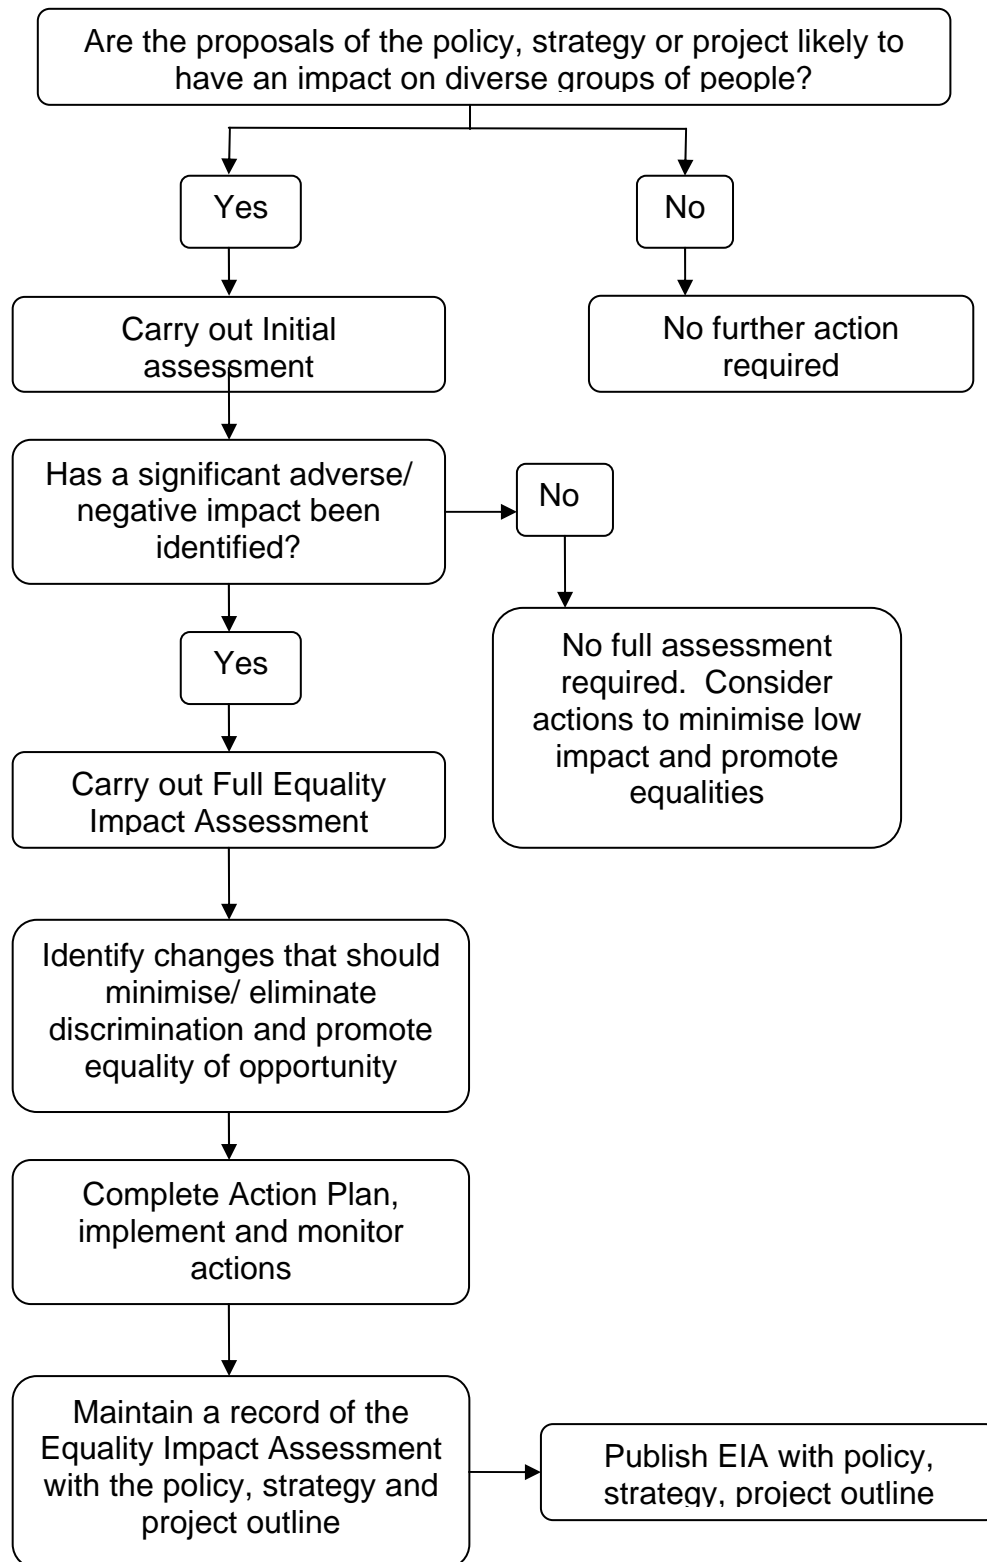 Are the proposals of the policy, strategy or project likely to
have an impact on diverse groups of people?
Yes
No
Carry out Initial
assessment
No further action
required
Has a significant adverse/
negative impact been
identified?
No
Yes
No full assessment
required.  Consider
actions to minimise low
impact and promote
equalities
Carry out Full Equality
Impact Assessment
Identify changes that should
minimise/ eliminate
discrimination and promote
equality of opportunity
Complete Action Plan,
implement and monitor
actions
Maintain a record of the
Equality Impact Assessment
with the policy, strategy and
project outline
Publish EIA with policy,
strategy, project outline